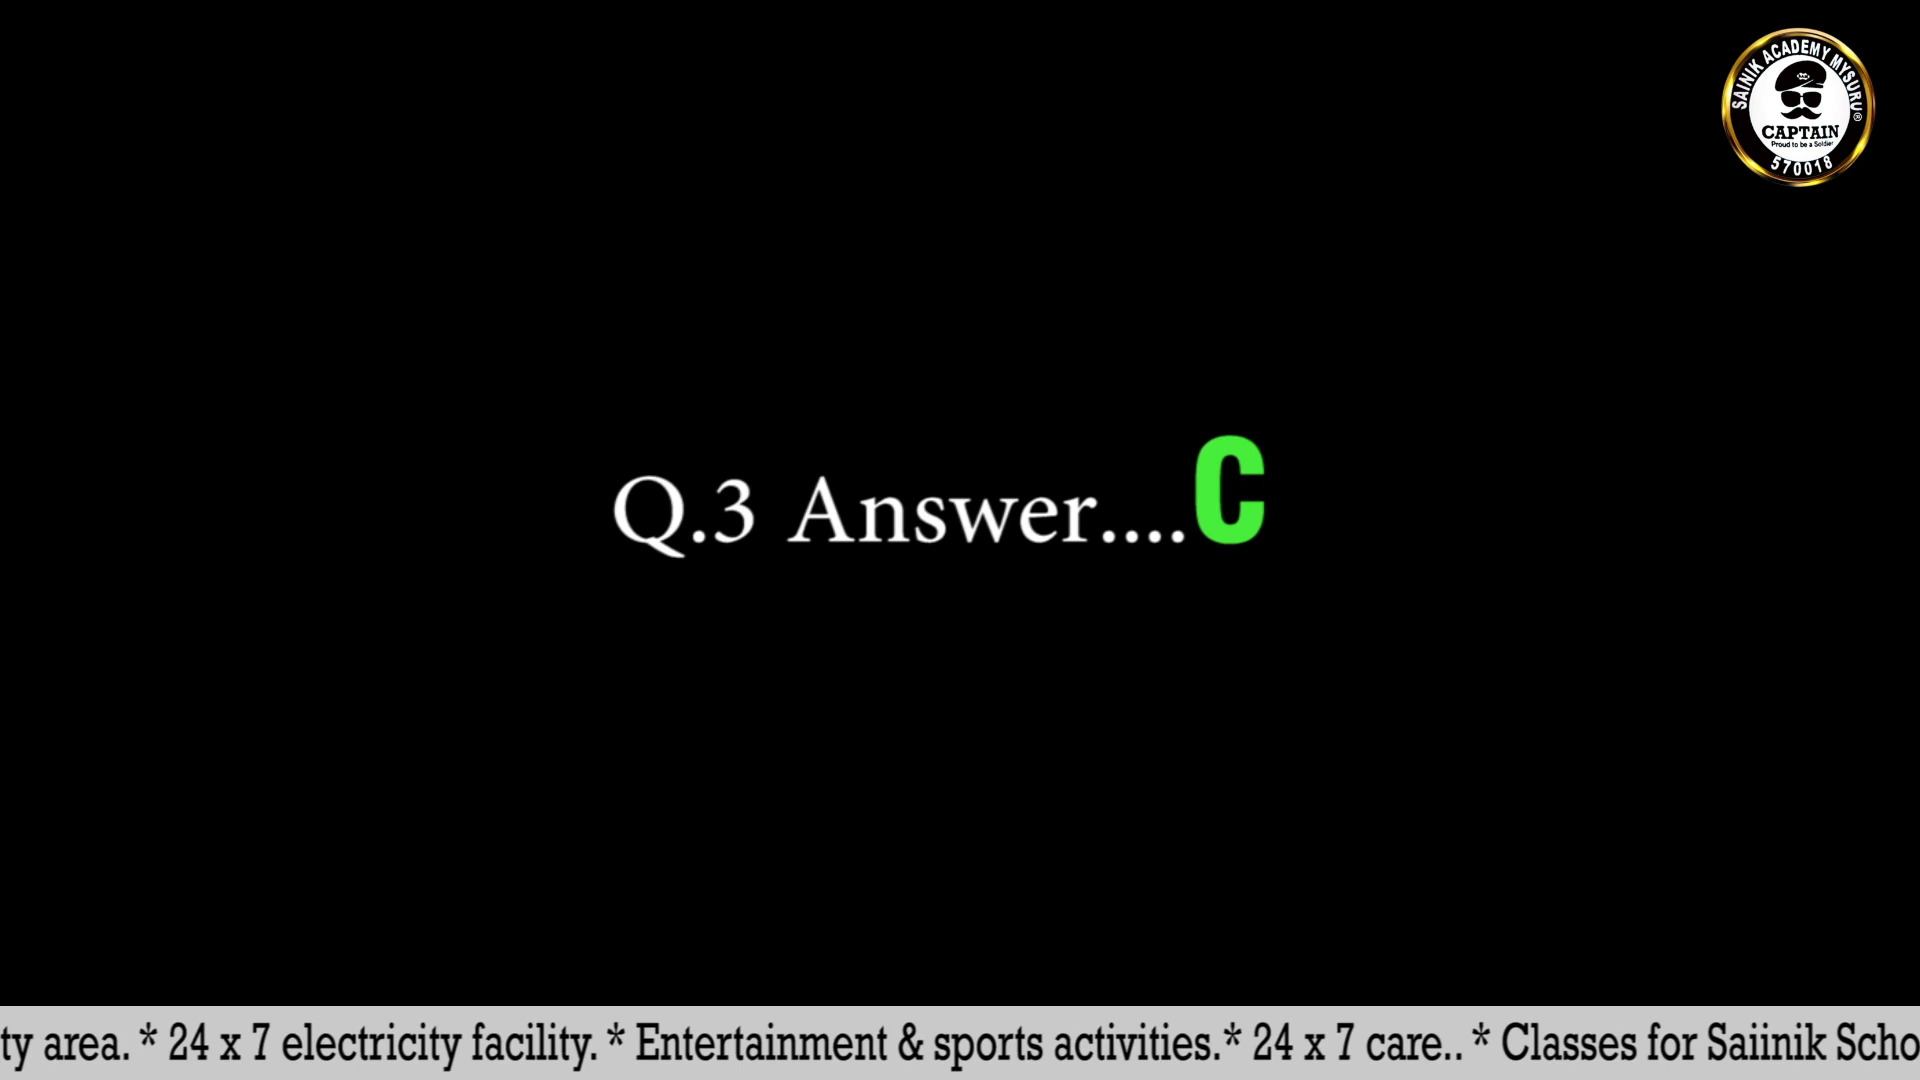 SAINIK ACADEMY MYSURU®
CAPTAIN
Proud to be a Soldier
570018
Q.3 Answer....C
ty area. * 24 x 7 electricity facility. * Entertainment & sports activities.* 24 x 7 care.. * Classes for Saiinik Scho